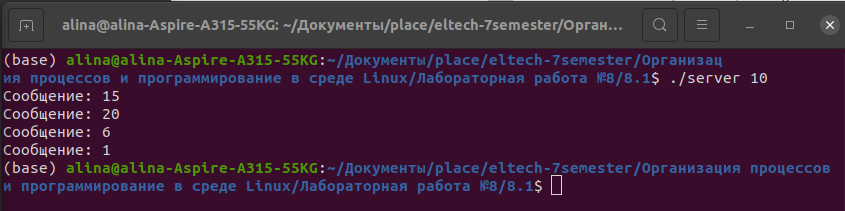 alina@alina-Aspire-A315-55KG: ~/Документы/place/eltech-7semester/Орган...
(base) alina@alina-Aspire-A315-55KG:~/Документы/place/eltech-7semester/Организац
ия процессов и программирование в среде Linux/Лабораторная работа №8/8.1$ ./server 10
Сообщение: 15
Сообщение: 20
Сообщение: 6
Сообщение: 1
(base) alina@alina-Aspire-A315-55KG:~/Документы/place/eltech-7semester/Организация процессов
и программирование в среде Linux/Лабораторная работа №8/8.1$